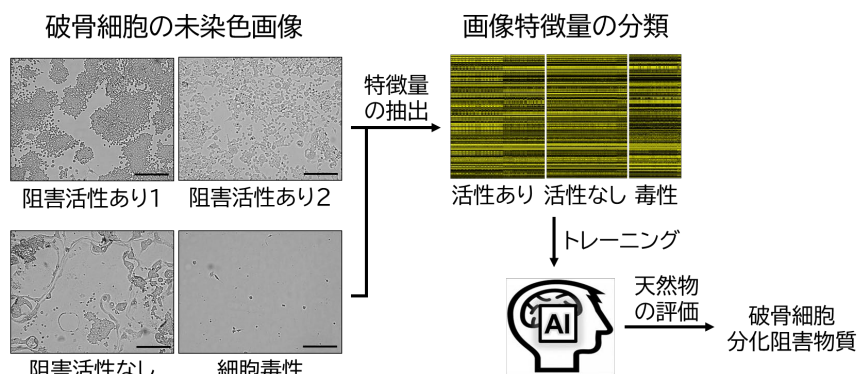 破骨細胞の未染色画像
画像特徴量の分類
阻害活性あり1
阻害活性あり2
特徴量
の抽出
活性あり
活性なし
毒性
トレーニング
AI
天然物
の評価
破骨細胞
分化阻害物質
阻害活性なし
細胞毒性